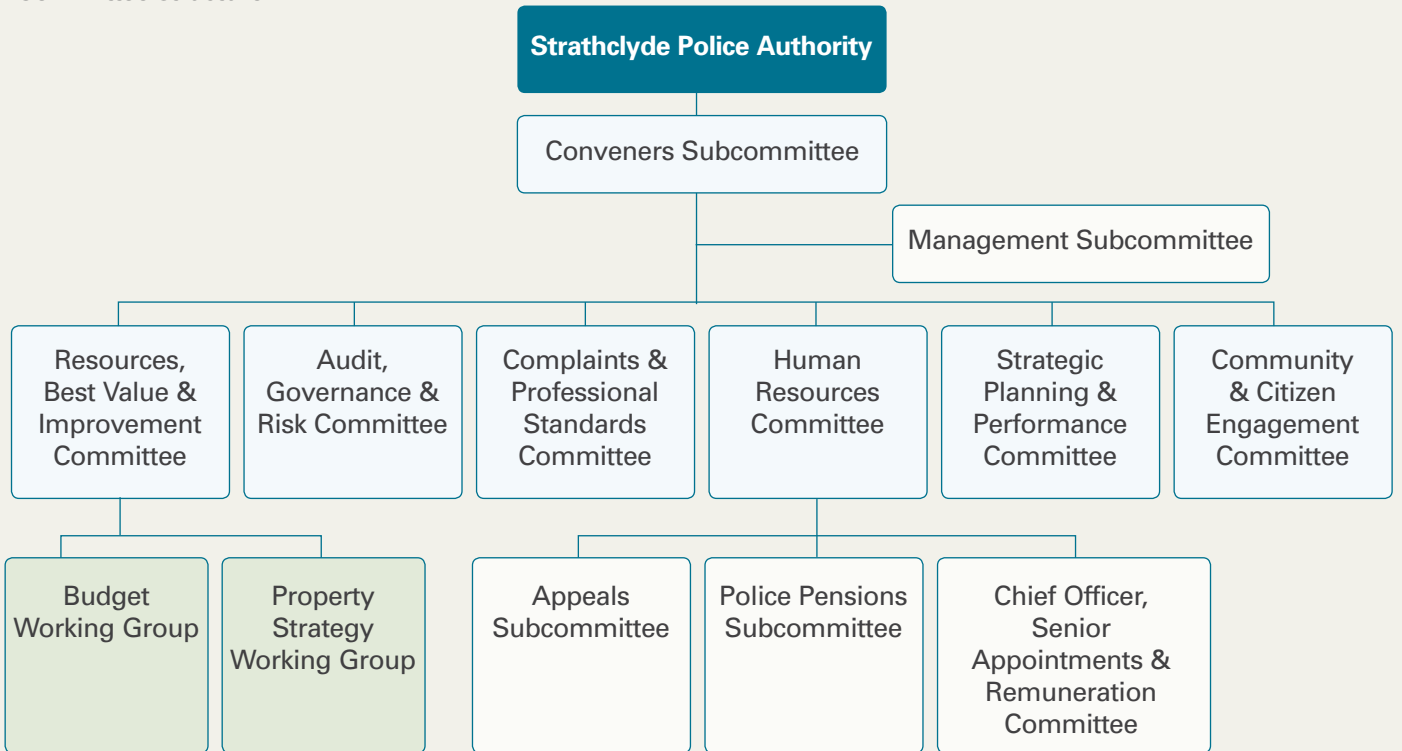 Strathclyde Police Authority
Conveners Subcommittee
Management Subcommittee
Resources,
Best Value &
Improvement
Committee
Audit,
Governance &
Risk Committee
Complaints &
Professional
Standards
Committee
Human
Resources
Committee
Strategic
Planning &
Performance
Committee
Community
& Citizen
Engagement
Committee
Budget
Working Group
Property
Strategy
Working Group
Appeals
Subcommittee
Police Pensions
Subcommittee
Chief Officer,
Senior
Appointments &
Remuneration
Committee